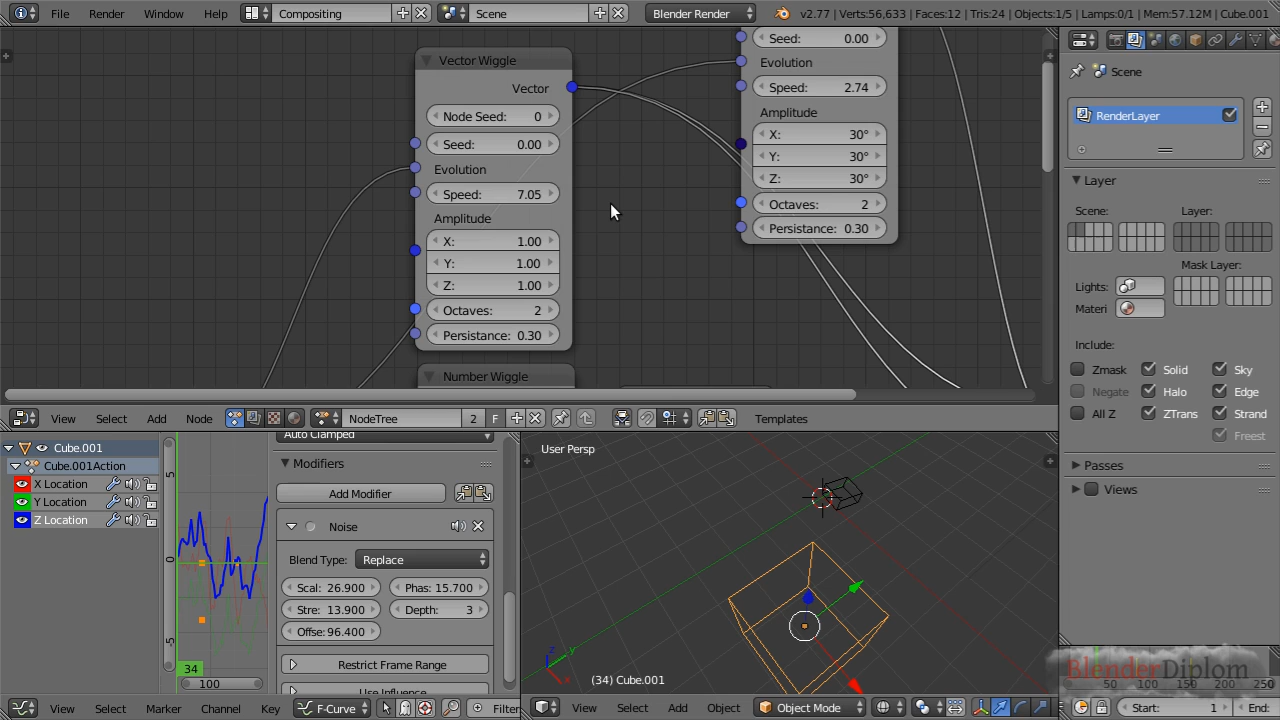 File Render Window Help Compositing Scene Blender Render v2.77 | Verts:56,633 | Faces:12 | Tris:24 | Objects:1/5 | Lamps:0/1 | Mem:57.12M | Cube.001
Vector Wiggle
Vector
Node Seed: 0
Seed: 0.00
Evolution
Speed: 7.05
Amplitude
X: 1.00
Y: 1.00
Z: 1.00
Octaves: 2
Persistance: 0.30
Number Wiggle
Seed: 0.00
Evolution
Speed: 2.74
Amplitude
X: 30°
Y: 30°
Z: 30°
Octaves: 2
Persistance: 0.30
Scene
RenderLayer
Layer
Scene: Layer:
Mask Layer:
Lights:
Materi
Include:
Zmask Solid Sky
Negate Halo Edge
All Z ZTrans Strand
Freest
Passes
Views
View Select Add Node NodeTree 2 F Templates
Cube.001
Cube.001Action
X Location
Y Location
Z Location
5
0
-5
34
100
Auto Clamped
Modifiers
Add Modifier
Noise
Blend Type: Replace
Scal: 26.900 Phas: 15.700
Stre: 13.900 Depth: 3
Offse: 96.400
Restrict Frame Range
Use Influence
User Persp
z
y
x
(34) Cube.001
BlenderDiplom
50 100 150 200 250
View Select Marker Channel Key F-Curve Filter
View Select Add Object Object Mode
Start: 1 End: